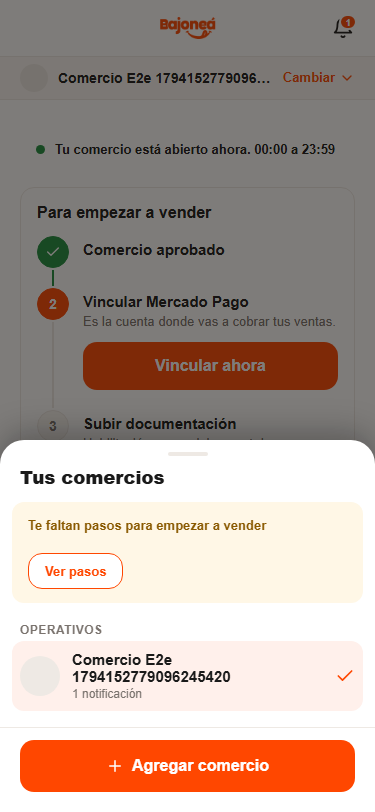 Bajoneá
1
Comercio E2e 1794152779096...
Cambiar
Tu comercio está abierto ahora. 00:00 a 23:59
Para empezar a vender
Comercio aprobado
2
Vincular Mercado Pago
Es la cuenta donde vas a cobrar tus ventas.
Vincular ahora
3
Subir documentación
Tus comercios
Te faltan pasos para empezar a vender
Ver pasos
OPERATIVOS
Comercio E2e
1794152779096245420
1 notificación
+ Agregar comercio